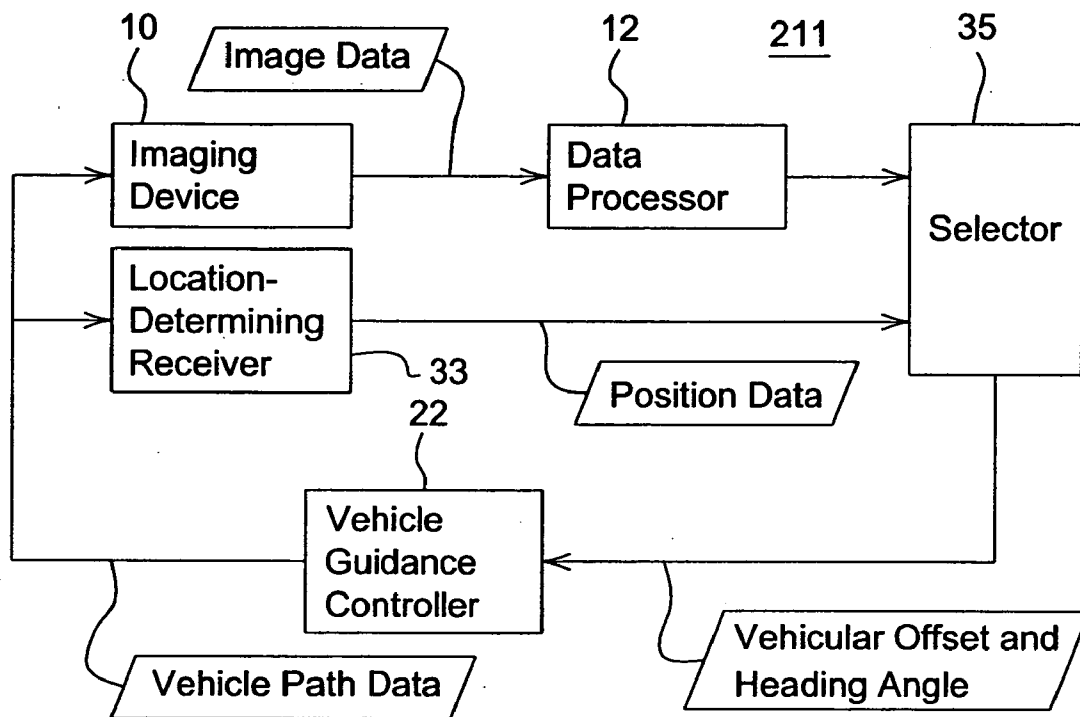 10
Image Data
12
211
35
Imaging
Device
Data
Processor
Selector
Location-
Determining
Receiver
33
Position Data
22
Vehicle
Guidance
Controller
Vehicle Path Data
Vehicular Offset and
Heading Angle